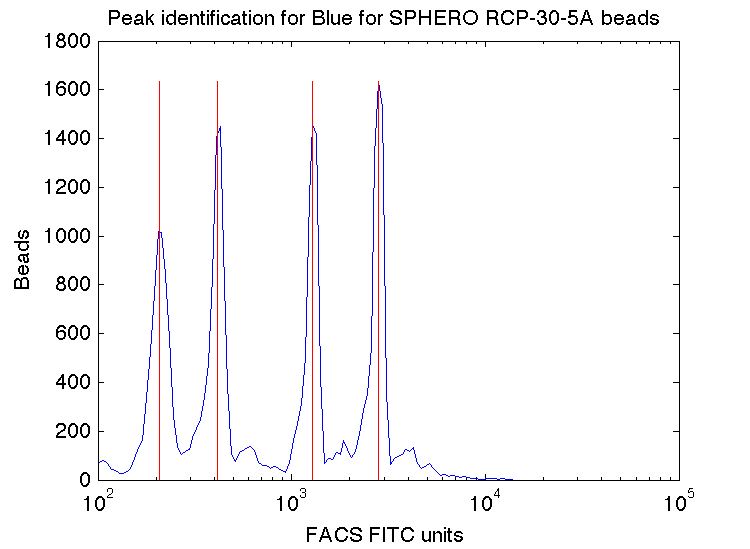 Peak identification for Blue for SPHERO RCP-30-5A beads
1800
1600
1400
1200
1000
800
600
400
200
0
Beads
10^2 10^3 10^4 10^5
FACS FITC units